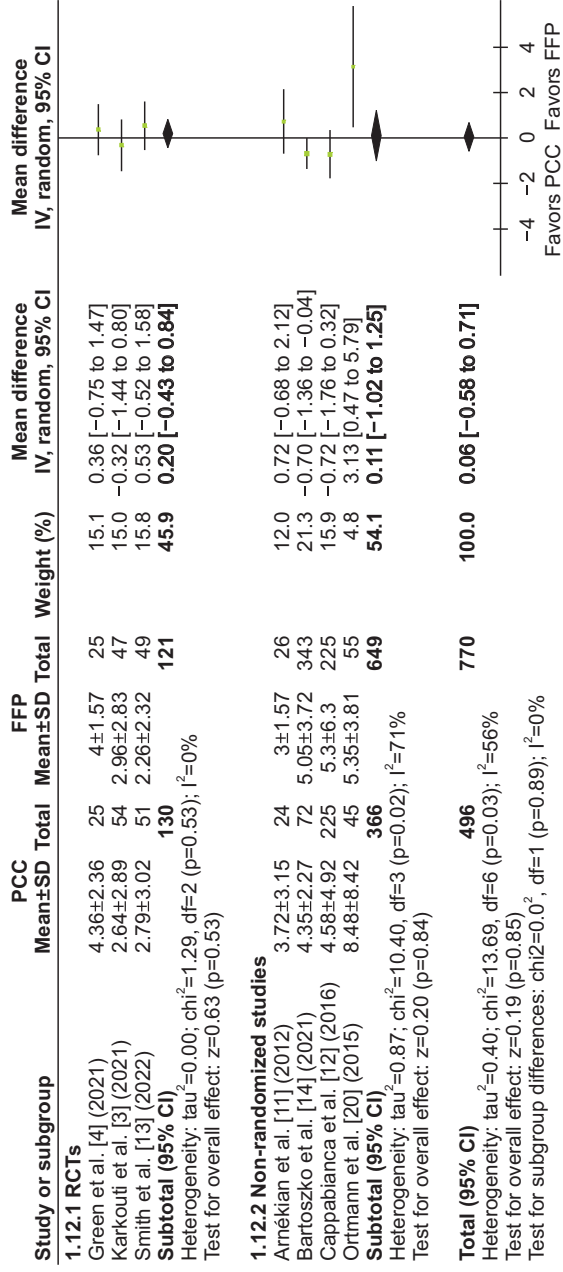 PCC FFP Mean difference Mean difference
Study or subgroup Mean±SD Total Mean±SD Total Weight (%) IV, random, 95% CI IV, random, 95% CI
1.12.1 RCTs
Green et al. [4] (2021) 4.36±2.36 25 4±1.57 25 15.1 0.36 [−0.75 to 1.47]
Karkouti et al. [3] (2021) 2.64±2.89 54 2.96±2.83 47 15.0 −0.32 [−1.44 to 0.80]
Smith et al. [13] (2022) 2.79±3.02 51 2.26±2.32 49 15.8 0.53 [−0.52 to 1.58]
Subtotal (95% CI) 130 121 45.9 0.20 [−0.43 to 0.84]
Heterogeneity: tau²=0.00; chi²=1.29, df=2 (p=0.53); I²=0%
Test for overall effect: z=0.63 (p=0.53)
1.12.2 Non-randomized studies
Arnékian et al. [11] (2012) 3.72±3.15 24 3±1.57 26 12.0 0.72 [−0.68 to 2.12]
Bartoszko et al. [14] (2021) 4.35±2.27 72 5.05±3.72 343 21.3 −0.70 [−1.36 to −0.04]
Cappabianca et al. [12] (2016) 4.58±4.92 225 5.3±6.3 225 15.9 −0.72 [−1.76 to 0.32]
Ortmann et al. [20] (2015) 8.48±8.42 45 5.35±3.81 55 4.8 3.13 [0.47 to 5.79]
Subtotal (95% CI) 366 649 54.1 0.11 [−1.02 to 1.25]
Heterogeneity: tau²=0.87; chi²=10.40, df=3 (p=0.02); I²=71%
Test for overall effect: z=0.20 (p=0.84)
Total (95% CI) 496 770 100.0 0.06 [−0.58 to 0.71]
Heterogeneity: tau²=0.40; chi²=13.69, df=6 (p=0.03); I²=56%
Test for overall effect: z=0.19 (p=0.85)
Test for subgroup differences: chi2=0.0², df=1 (p=0.89); I²=0%
−4 −2 0 2 4
Favors PCC Favors FFP